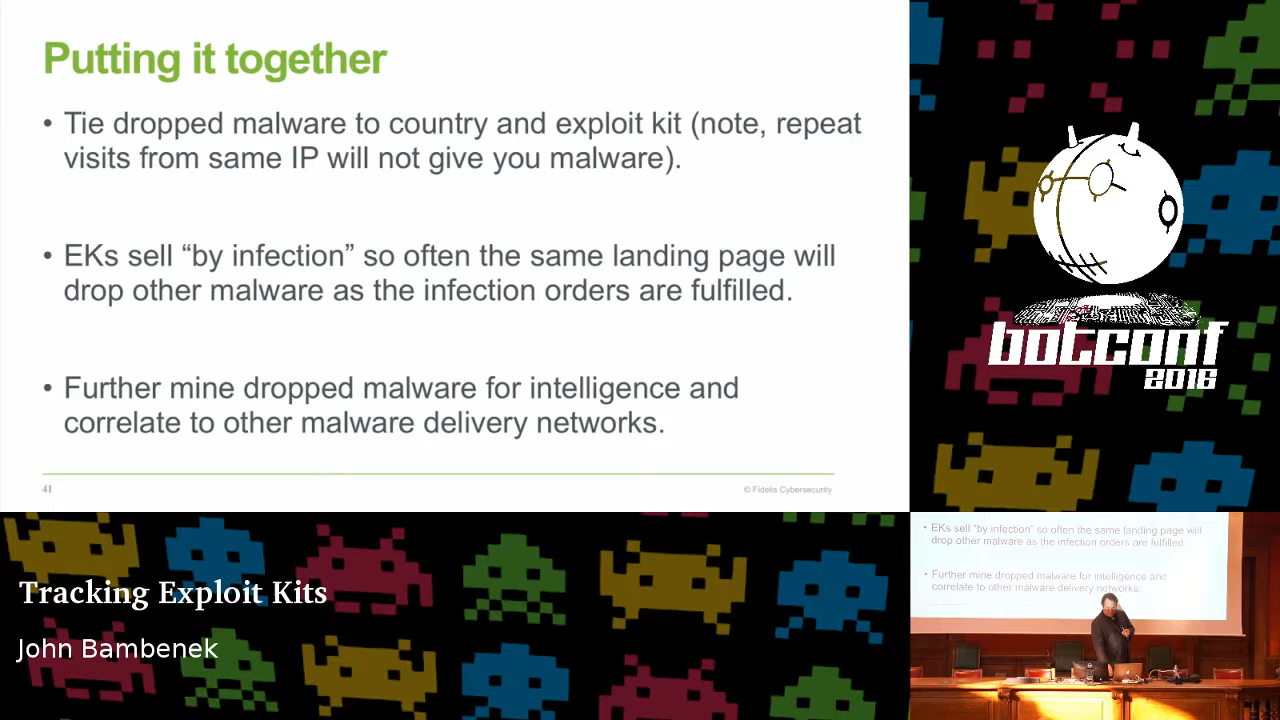 Putting it together
• Tie dropped malware to country and exploit kit (note, repeat
visits from same IP will not give you malware).
• EKs sell “by infection” so often the same landing page will
drop other malware as the infection orders are fulfilled.
• Further mine dropped malware for intelligence and
correlate to other malware delivery networks.
41
© Fidelis Cybersecurity
botconf
2016
Tracking Exploit Kits
John Bambenek
• EKs sell “by infection” so often the same landing page will
drop other malware as the infection orders are fulfilled
• Further mine dropped malware for intelligence and
correlate to other malware delivery networks.